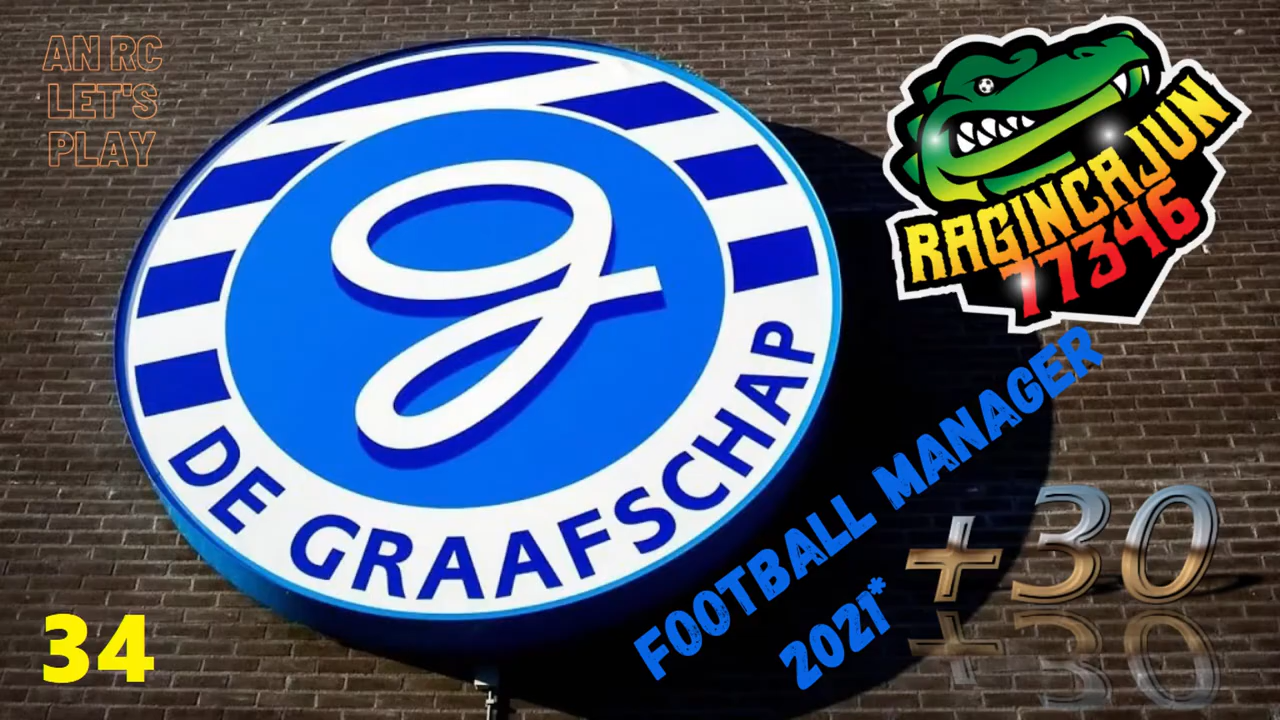 AN RC
LET'S
PLAY
RAGINCAJUN
77346
g
DE GRAAFSCHAP
FOOTBALL MANAGER
2021*
+30
34